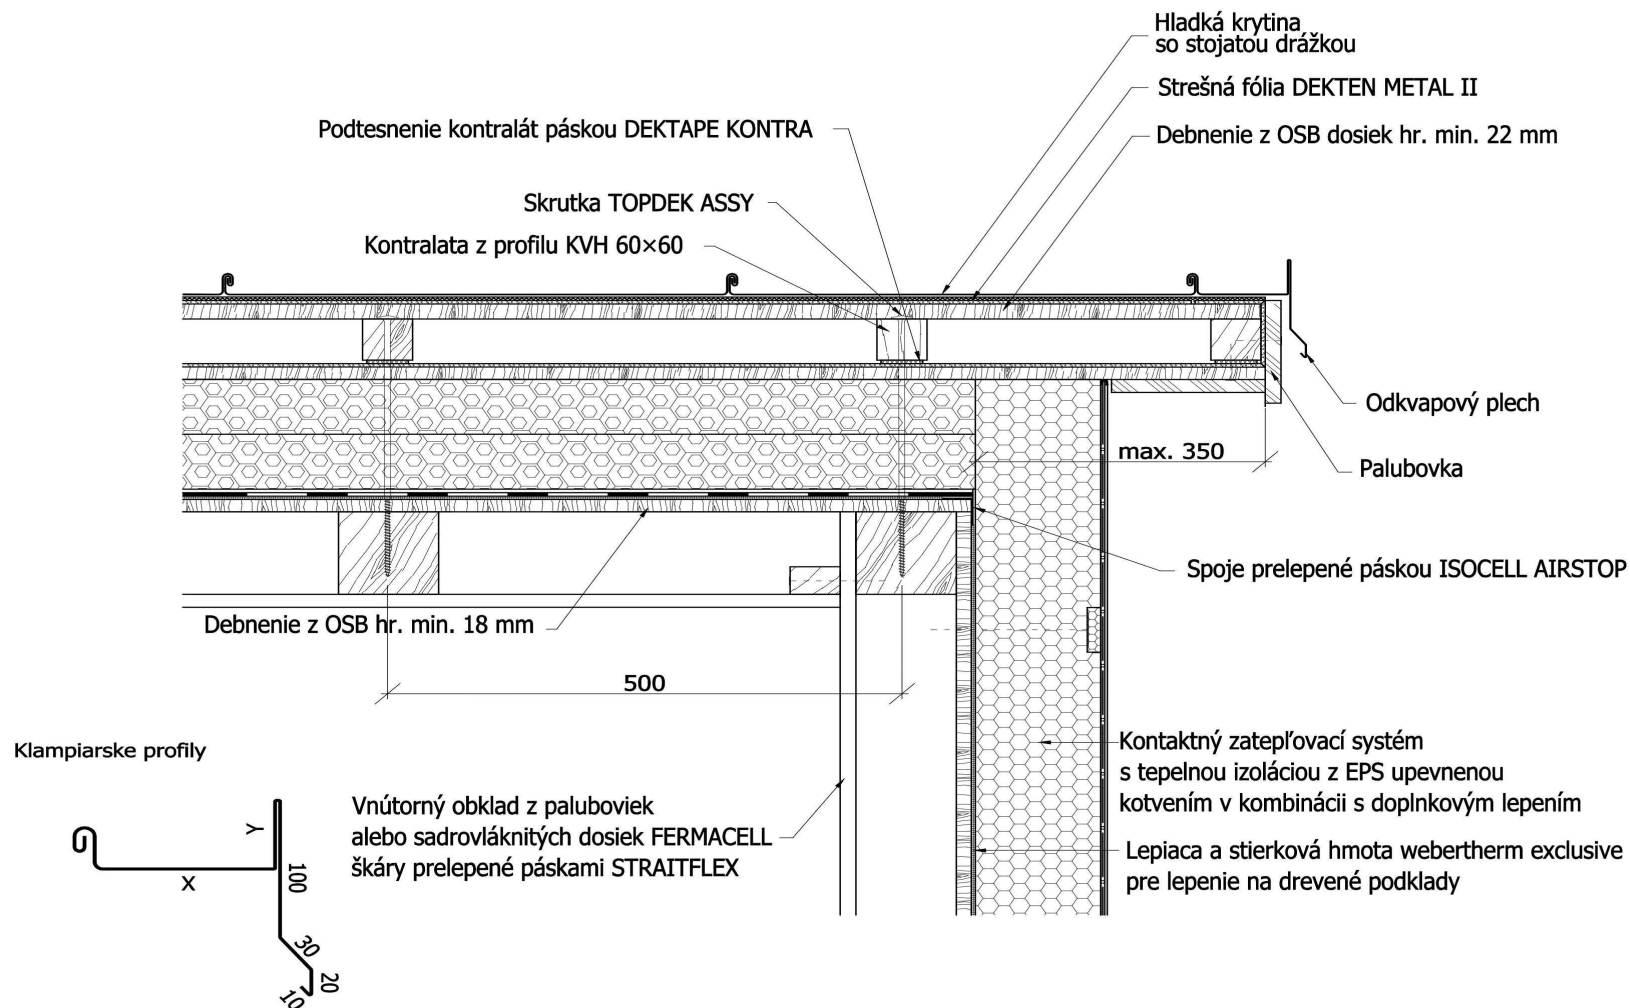 Hladká krytina
so stojatou drážkou
Strešná fólia DEKTEN METAL II
Podtesnenie kontralát páskou DEKTAPE KONTRA
Debnenie z OSB dosiek hr. min. 22 mm
Skrutka TOPDEK ASSY
Kontralata z profilu KVH 60×60
Odkvapový plech
max. 350
Palubovka
Spoje prelepené páskou ISOCELL AIRSTOP
Debnenie z OSB hr. min. 18 mm
500
Kontaktný zatepľovací systém
s tepelnou izoláciou z EPS upevnenou
kotvením v kombinácii s doplnkovým lepením
Klampiarske profily
Vnútorný obklad z paluboviek
alebo sadrovláknitých dosiek FERMACELL
škáry prelepené páskami STRAITFLEX
Lepiaca a stierková hmota webertherm exclusive
pre lepenie na drevené podklady
Y
X
100
30
20
10